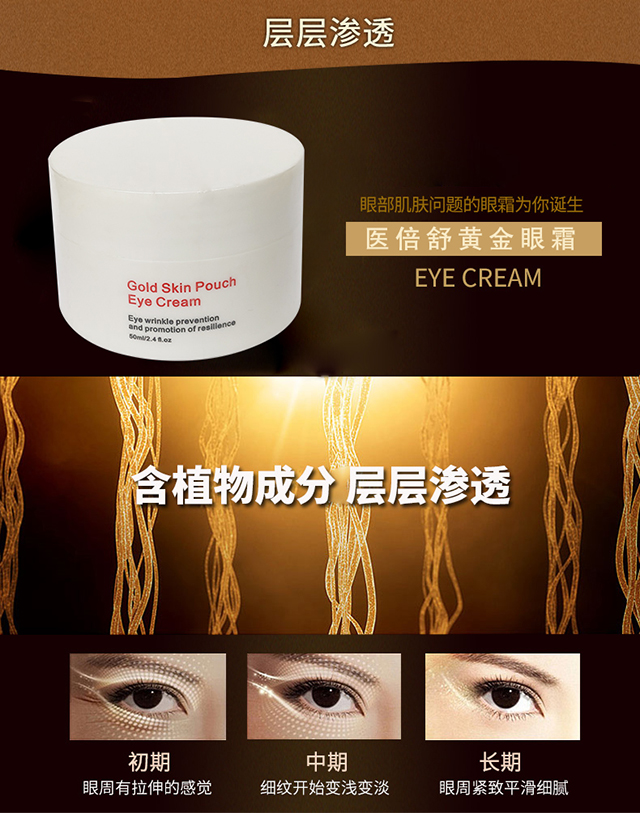 层层渗透
眼部肌肤问题的眼霜为你诞生
医倍舒黄金眼霜
EYE CREAM
Gold Skin Pouch
Eye Cream
Eye wrinkle prevention
and promotion of resilience
50ml/2.4 fl.oz
含植物成分 层层渗透
初期
眼周有拉伸的感觉
中期
细纹开始变浅变淡
长期
眼周紧致平滑细腻